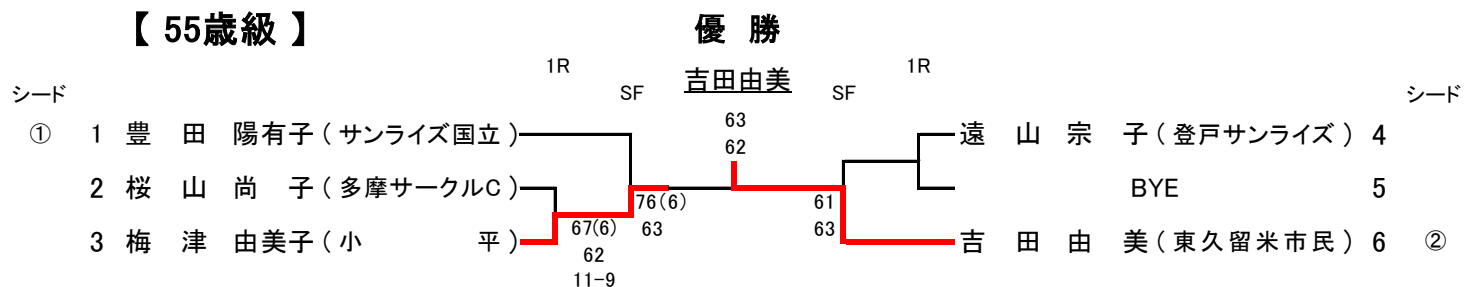 【 55歳級 】 優 勝
1R 吉田由美 1R
シード SF SF シード
① 1 豊 田 陽有子 ( サンライズ国立 ) 63 遠 山 宗 子 ( 登戸サンライズ ) 4
62
2 桜 山 尚 子 ( 多摩サークルC ) BYE 5
76(6) 61
67(6) 63 63
3 梅 津 由美子 ( 小 平 ) 吉 田 由 美 ( 東久留米市民 ) 6 ②
62
11-9